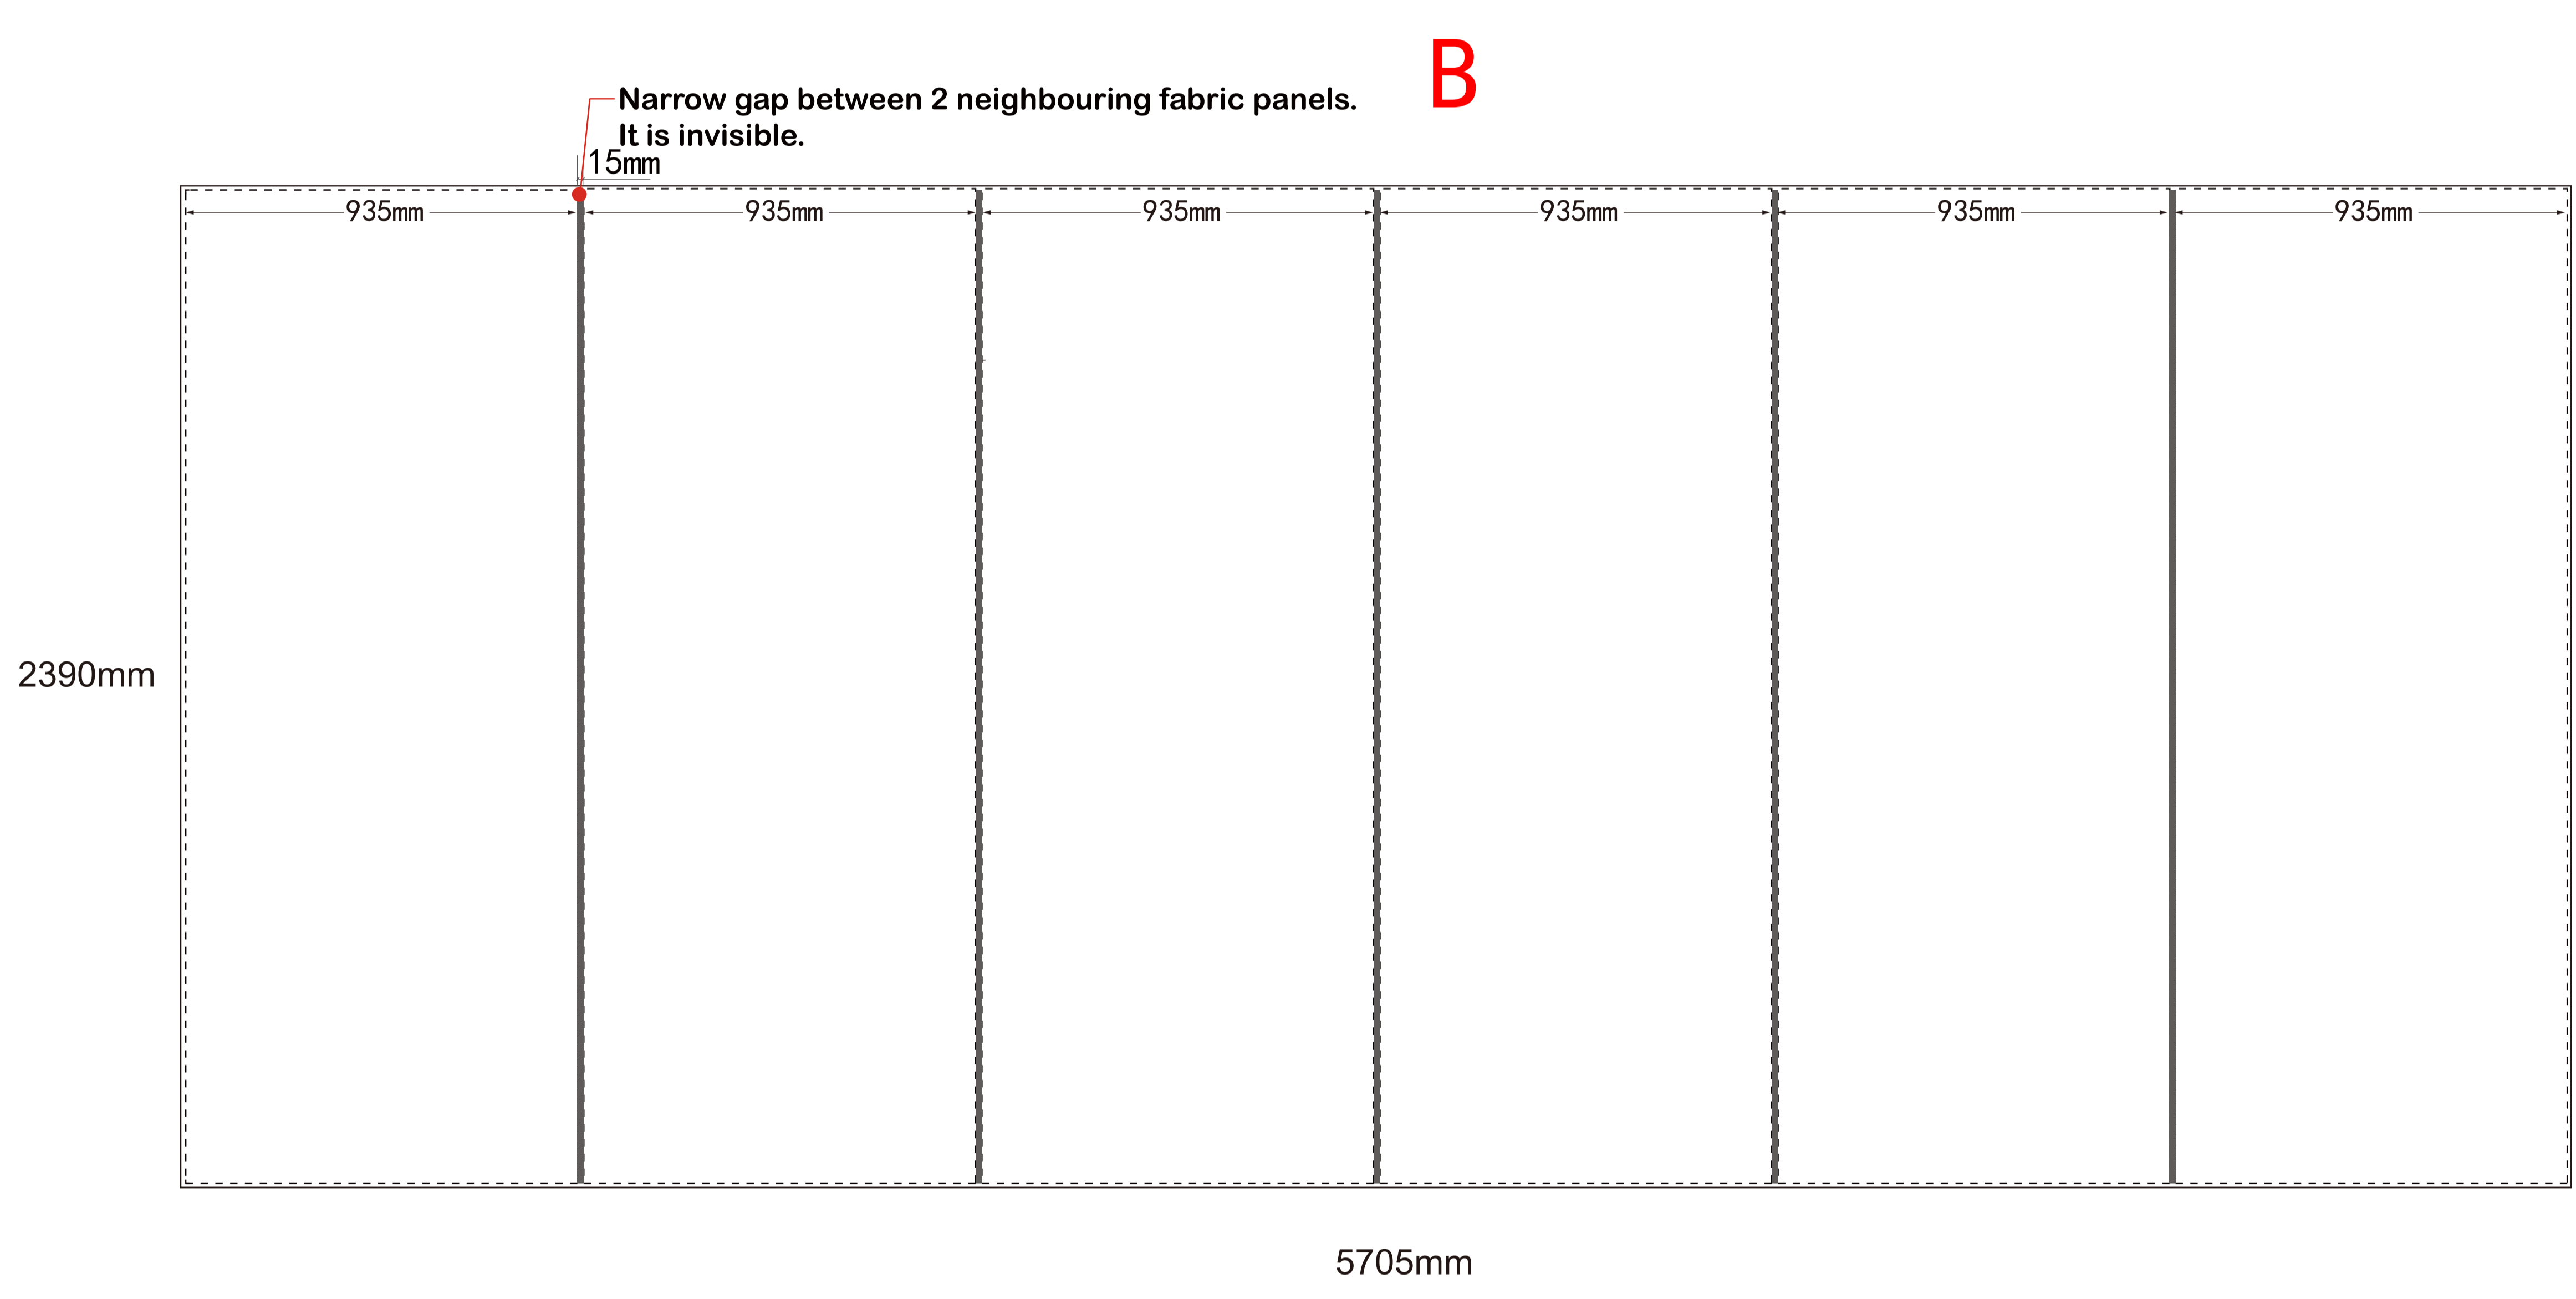 B
Narrow gap between 2 neighbouring fabric panels.
It is invisible.
15mm
935mm 935mm 935mm 935mm 935mm 935mm
2390mm
5705mm